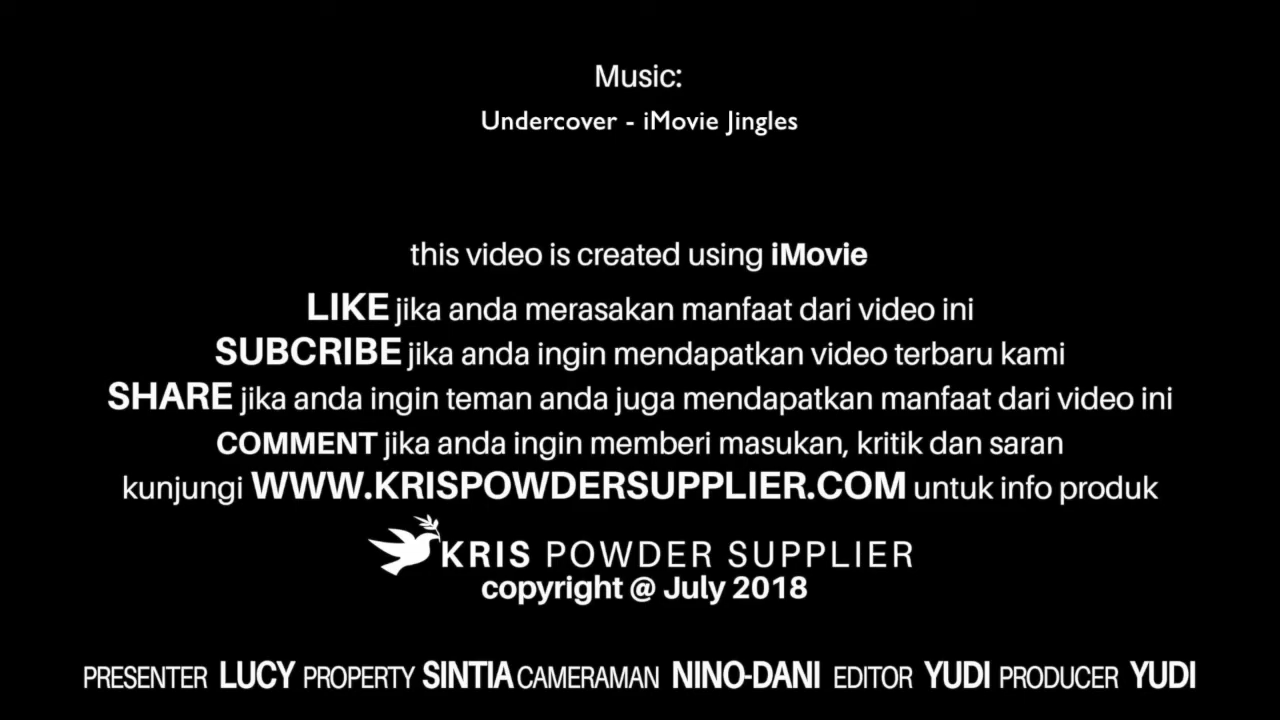 Music:
Undercover - iMovie Jingles
this video is created using iMovie
LIKE jika anda merasakan manfaat dari video ini
SUBCRIBE jika anda ingin mendapatkan video terbaru kami
SHARE jika anda ingin teman anda juga mendapatkan manfaat dari video ini
COMMENT jika anda ingin memberi masukan, kritik dan saran
kunjungi WWW.KRISPOWDERSUPPLIER.COM untuk info produk
KRIS POWDER SUPPLIER
copyright @ July 2018
PRESENTER LUCY PROPERTY SINTIA CAMERAMAN NINO-DANI EDITOR YUDI PRODUCER YUDI